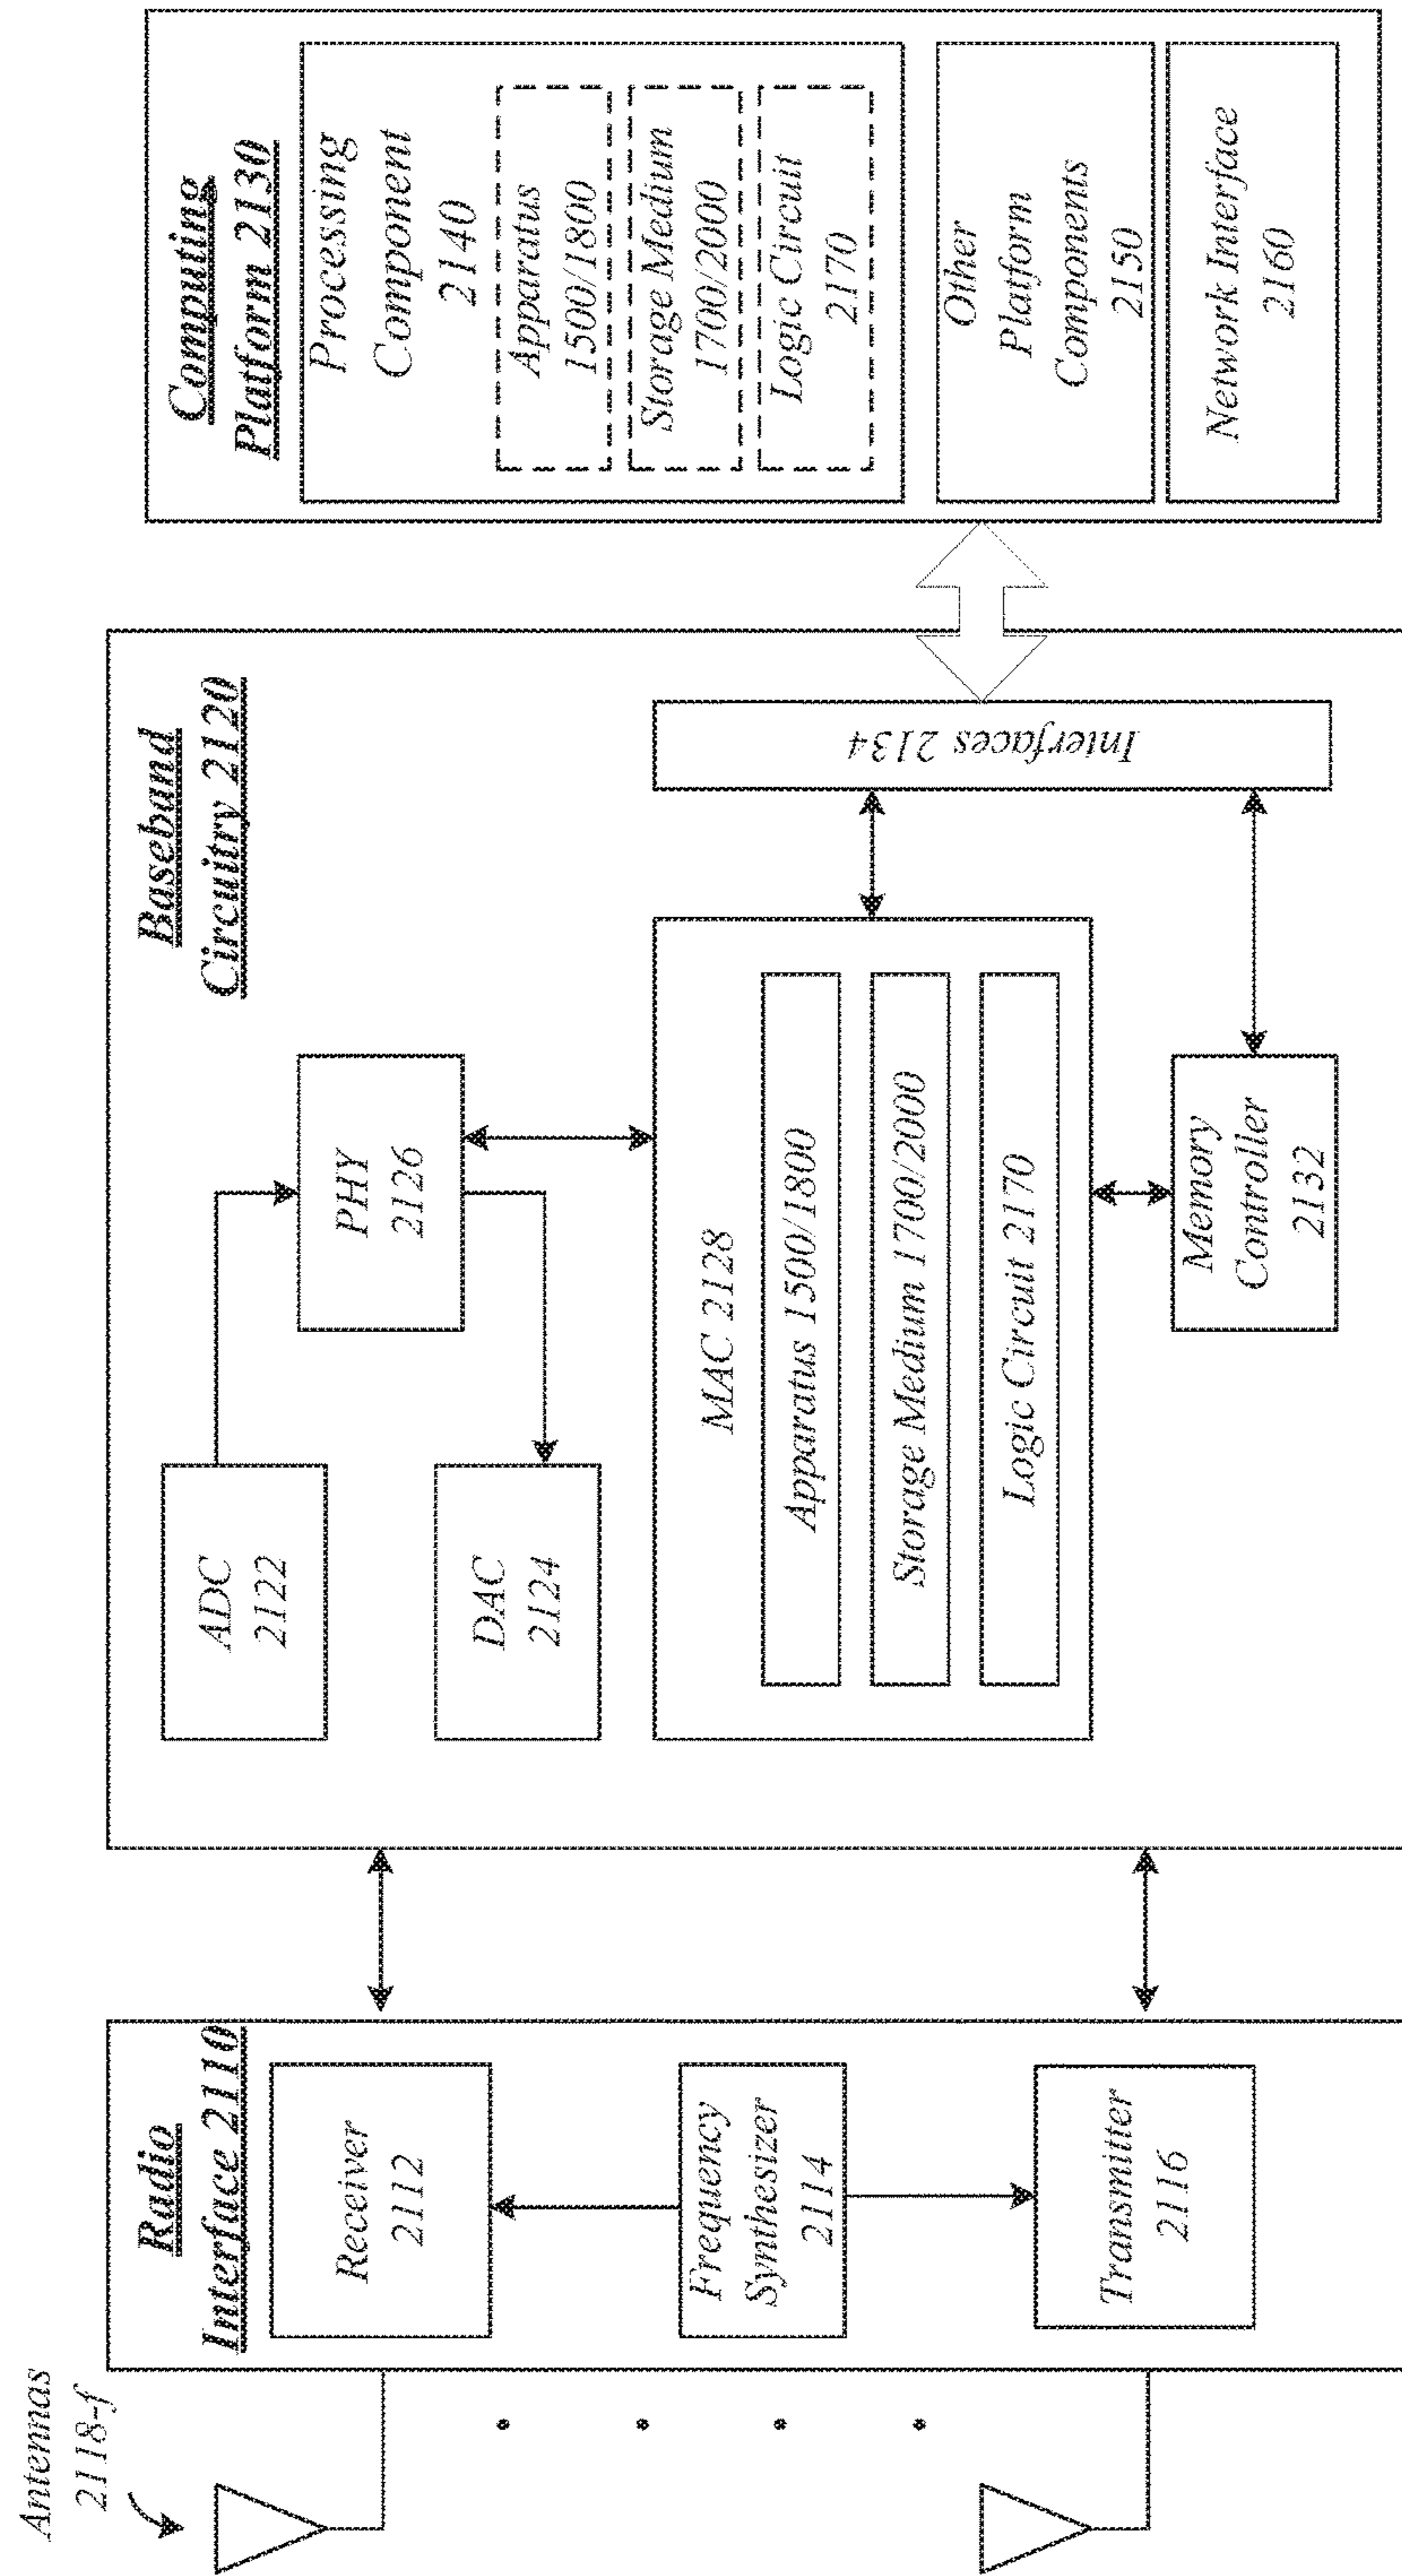 Antennas
2118-f
Radio
Interface 2110
Receiver
2112
Frequency
Synthesizer
2114
Transmitter
2116
Baseband
Circuitry 2120
ADC
2122
DAC
2124
PHY
2126
MAC 2128
Apparatus 1500/1800
Storage Medium 1700/2000
Logic Circuit 2170
Memory
Controller
2132
Interfaces 2134
Computing
Platform 2130
Processing
Component
2140
Apparatus
1500/1800
Storage Medium
1700/2000
Logic Circuit
2170
Other
Platform
Components
2150
Network Interface
2160